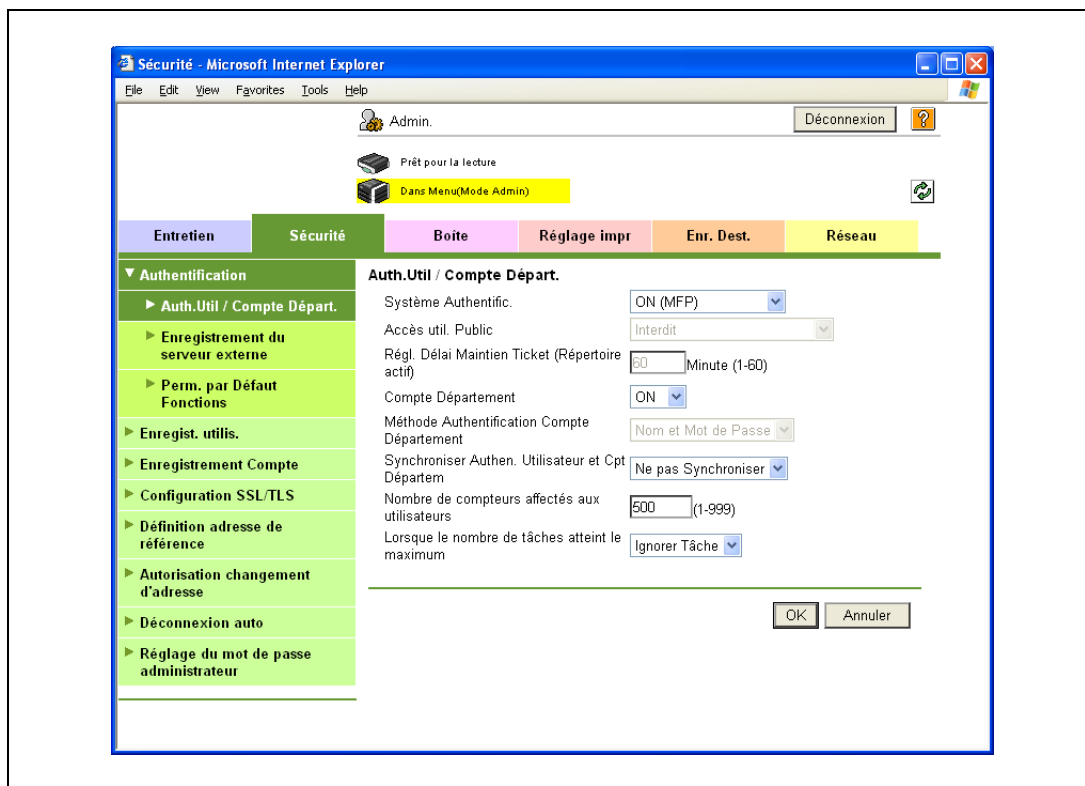 Sécurité - Microsoft Internet Explorer
File Edit View Favorites Tools Help
Admin.
Déconnexion
?
Prêt pour la lecture
Dans Menu(Mode Admin)
Entretien Sécurité Boîte Réglage impr Enr. Dest. Réseau
Authentification
Auth.Util / Compte Départ.
Enregistrement du
serveur externe
Perm. par Défaut
Fonctions
Enregist. utilis.
Enregistrement Compte
Configuration SSL/TLS
Définition adresse de
référence
Autorisation changement
d'adresse
Déconnexion auto
Réglage du mot de passe
administrateur
Auth.Util / Compte Départ.
Système Authentific. ON (MFP)
Accès util. Public Interdit
Régl. Délai Maintien Ticket (Répertoire
actif) 60 Minute (1-60)
Compte Département ON
Méthode Authentification Compte
Département Nom et Mot de Passe
Synchroniser Authen. Utilisateur et Cpt
Départem Ne pas Synchroniser
Nombre de compteurs affectés aux
utilisateurs 500 (1-999)
Lorsque le nombre de tâches atteint le
maximum Ignorer Tâche
OK Annuler